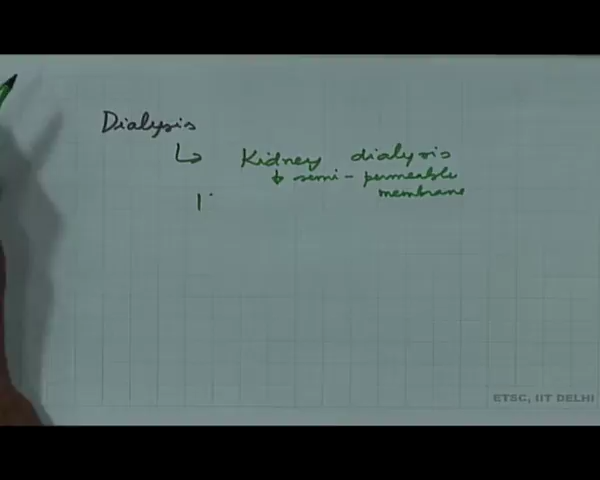 Dialysis
Kidney dialysis
semi - permeable
membrane
ETSC, IIT DELHI